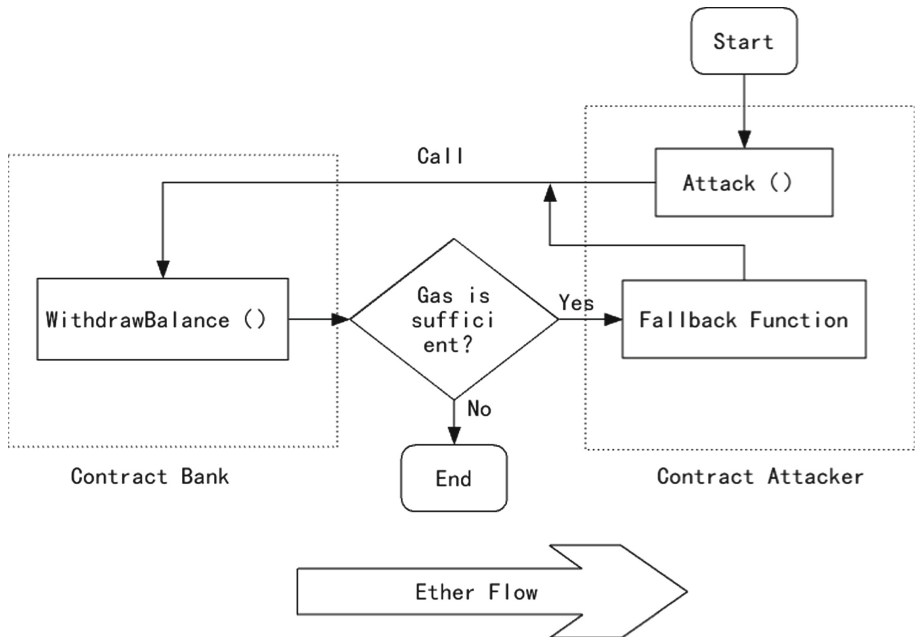 Start
Call
Attack ()
WithdrawBalance ()
Gas is
suffici
ent?
Yes
Fallback Function
No
Contract Bank
End
Contract Attacker
Ether Flow